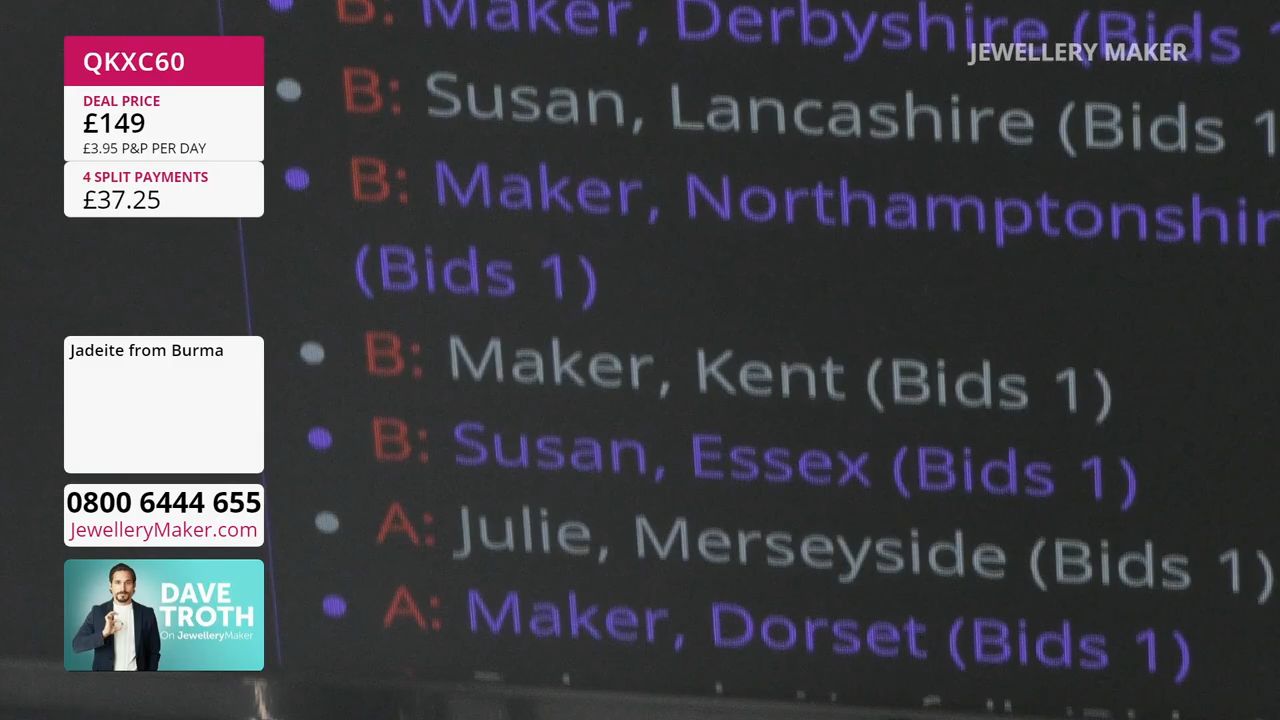 QKXC60
DEAL PRICE
£149
£3.95 P&P PER DAY
4 SPLIT PAYMENTS
£37.25
Jadeite from Burma
0800 6444 655
JewelleryMaker.com
DAVE
TROTH
On JewelleryMaker
JEWELLERY MAKER
B: Maker, Derbyshire (Bids
B: Susan, Lancashire (Bids 1
B: Maker, Northamptonshir
(Bids 1)
B: Maker, Kent (Bids 1)
B: Susan, Essex (Bids 1)
A: Julie, Merseyside (Bids 1)
A: Maker, Dorset (Bids 1)